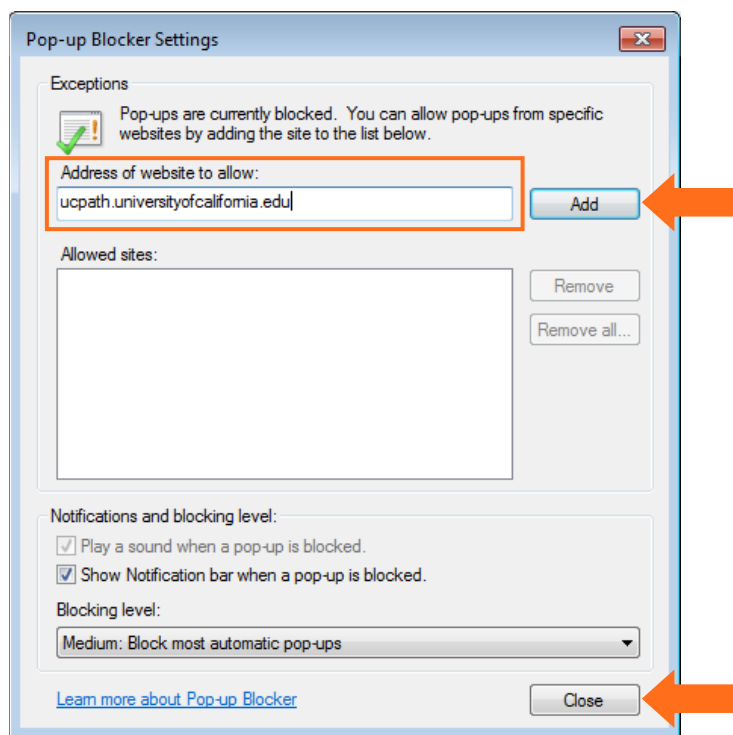 Pop-up Blocker Settings
Exceptions
Pop-ups are currently blocked.  You can allow pop-ups from specific
websites by adding the site to the list below.
Address of website to allow:
ucpath.universityofcalifornia.edu
Add
Allowed sites:
Remove
Remove all...
Notifications and blocking level:
Play a sound when a pop-up is blocked.
Show Notification bar when a pop-up is blocked.
Blocking level:
Medium: Block most automatic pop-ups
Learn more about Pop-up Blocker
Close